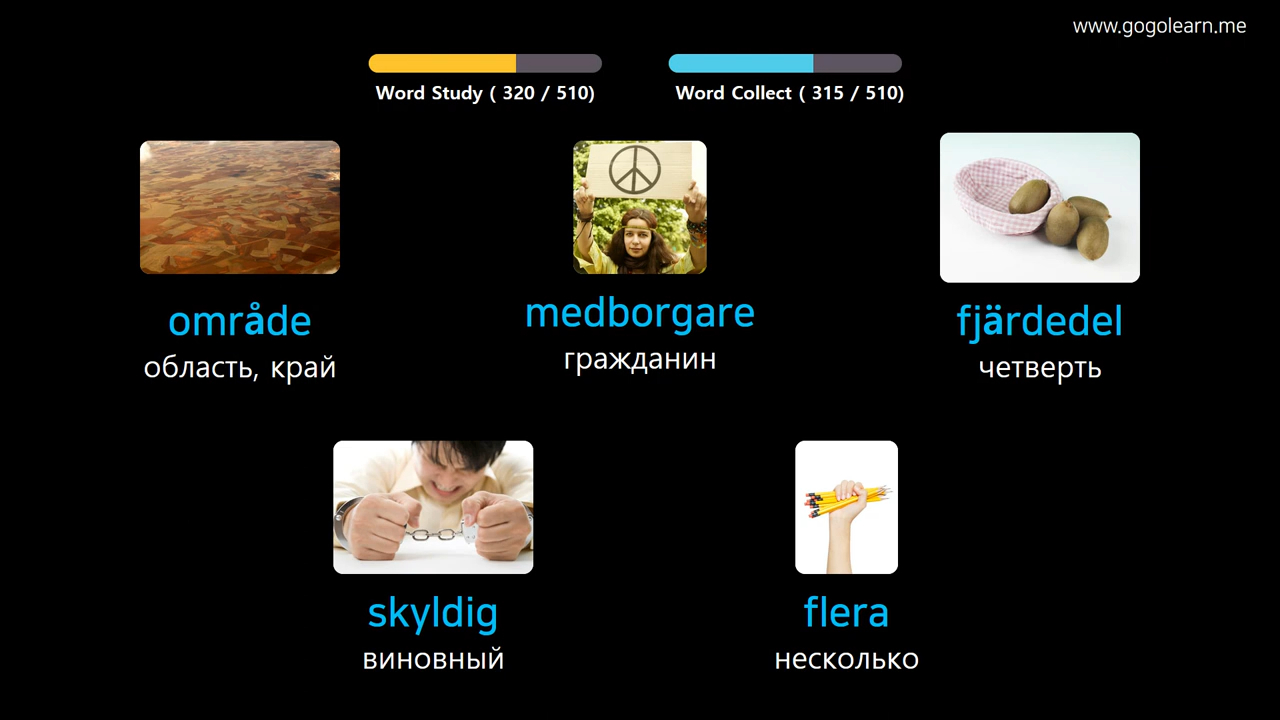 www.gogolearn.me
Word Study ( 320 / 510)
Word Collect ( 315 / 510)
område
область, край
medborgare
гражданин
fjärdedel
четверть
skyldig
виновный
flera
несколько